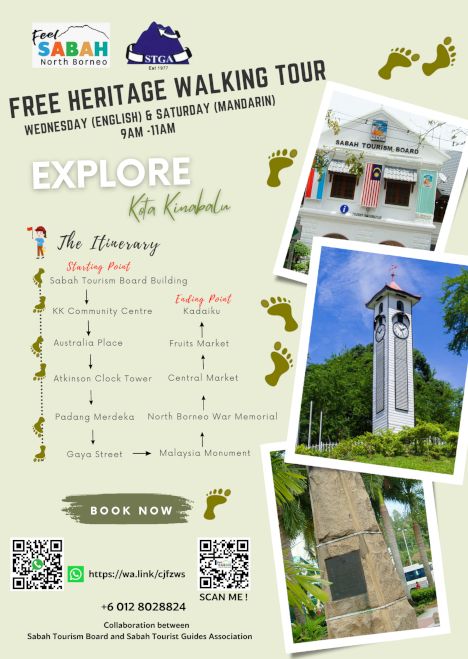 Feel
SABAH
North Borneo
STGA
Est 1977
FREE HERITAGE WALKING TOUR
WEDNESDAY (ENGLISH) & SATURDAY (MANDARIN)
9AM -11AM
EXPLORE
Kota Kinabalu
The Itinerary
Starting Point
Sabah Tourism Board Building
KK Community Centre
Australia Place
Atkinson Clock Tower
Padang Merdeka
Gaya Street
Malaysia Monument
North Borneo War Memorial
Central Market
Fruits Market
Ending Point
Kadaiku
SABAH TOURISM BOARD
BOOK NOW
https://wa.link/cjfzws
SCAN ME !
+6 012 8028824
Collaboration between
Sabah Tourism Board and Sabah Tourist Guides Association